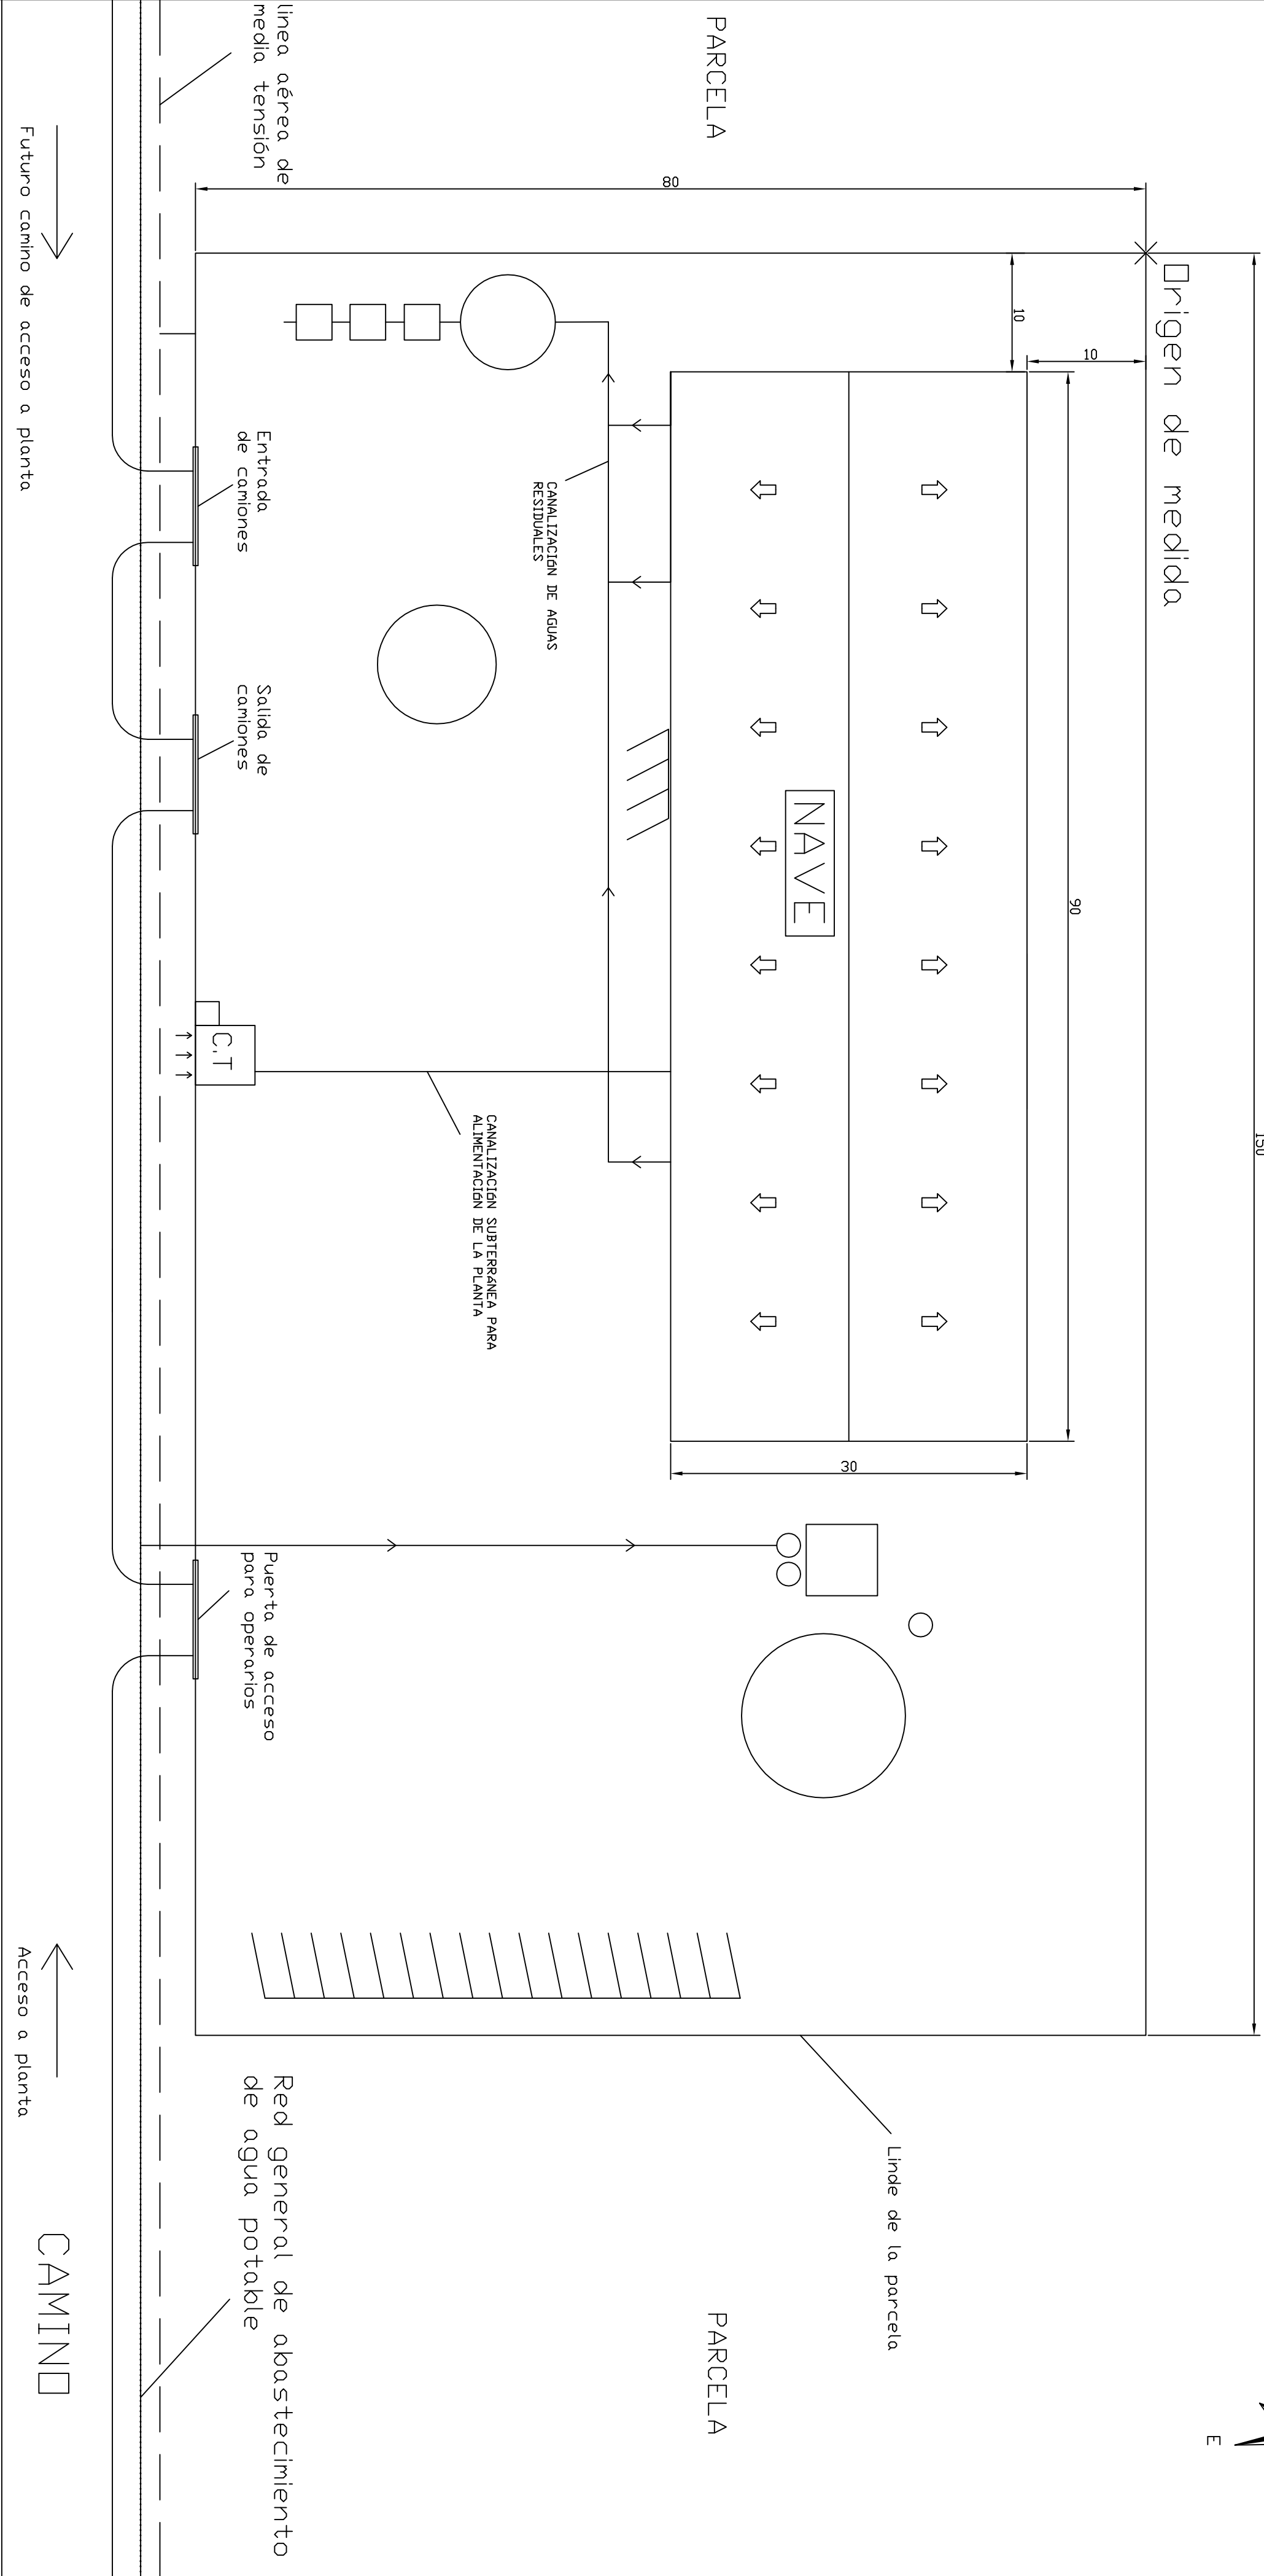 150
Origen de medida
10
90
10
80
PARCELA
PARCELA
NAVE
30
Linde de la parcela
CANALIZACIÓN DE AGUAS
RESIDUALES
CANALIZACIÓN SUBTERRÁNEA PARA
ALIMENTACIÓN DE LA PLANTA
linea aérea de
media tensión
Entrada
de camiones
Salida de
camiones
C.T
Puerta de acceso
para operarios
Red general de abastecimiento
de agua potable
Futuro camino de acceso a planta
Acceso a planta
CAMINO
E